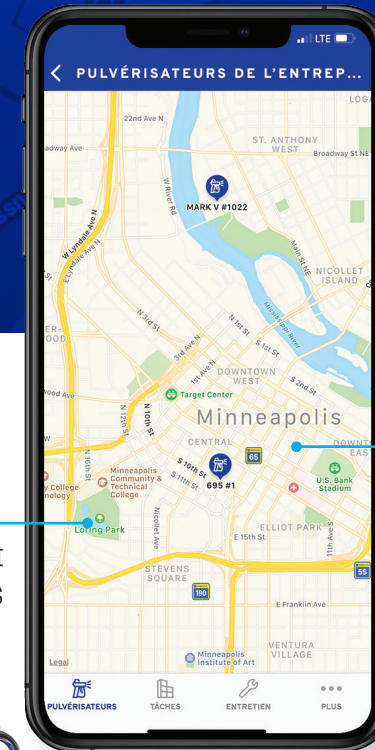 LTE
PULVÉRISATEURS DE L'ENTREP...
22nd Ave N
ST. ANTHONY
WEST
Broadway St NE
W River Rd
MARK V #1022
W Lyndale Ave N
E Lyndale Ave N
Main St NE
NICOLLET
ISLAND
Mississippi River
N 3rd St
N 1st St
S 1st St
3rd Ave N
1st Ave N
DOWNTOWN
WEST
S 2nd St
Target Center
N 12th St
N 10th St
Minneapolis
CENTRAL
65
S 10th St
S 11th St
695 #1
N 16th St
Minneapolis
Community &
Technical
College
U.S. Bank
Stadium
Loring Park
Nicollet Ave
ELLIOT PARK
11th Ave S
E 15th St
STEVENS
SQUARE
190
55
E Franklin Ave
VENTURA
VILLAGE
Minneapolis
Institute of Art
Legal
PULVÉRISATEURS
TÂCHES
ENTRETIEN
PLUS